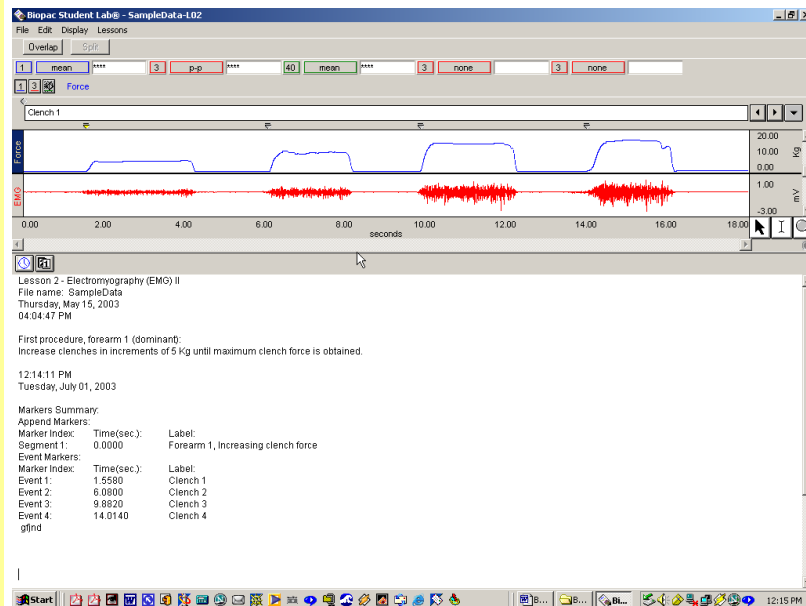 Biopac Student Lab® - SampleData-L02
File Edit Display Lessons
Overlap Split
1 mean **** 3 p-p **** 40 mean **** 3 none 3 none
1 3 40 Force
Clench 1
Force
20.00
10.00
0.00
Kg
EMG
1.00
-3.00
mV
0.00 2.00 4.00 6.00 8.00 10.00 12.00 14.00 16.00 18.00
seconds
Lesson 2 - Electromyography (EMG) II
File name: SampleData
Thursday, May 15, 2003
04:04:47 PM
First procedure, forearm 1 (dominant):
Increase clenches in increments of 5 Kg until maximum clench force is obtained.
12:14:11 PM
Tuesday, July 01, 2003
Markers Summary:
Append Markers:
Marker Index: Time(sec.): Label:
Segment 1: 0.0000 Forearm 1, Increasing clench force
Event Markers:
Marker Index: Time(sec.): Label:
Event 1: 1.5580 Clench 1
Event 2: 6.0800 Clench 2
Event 3: 9.8820 Clench 3
Event 4: 14.0140 Clench 4
gfjnd
Start B... B... Bi... 12:15 PM